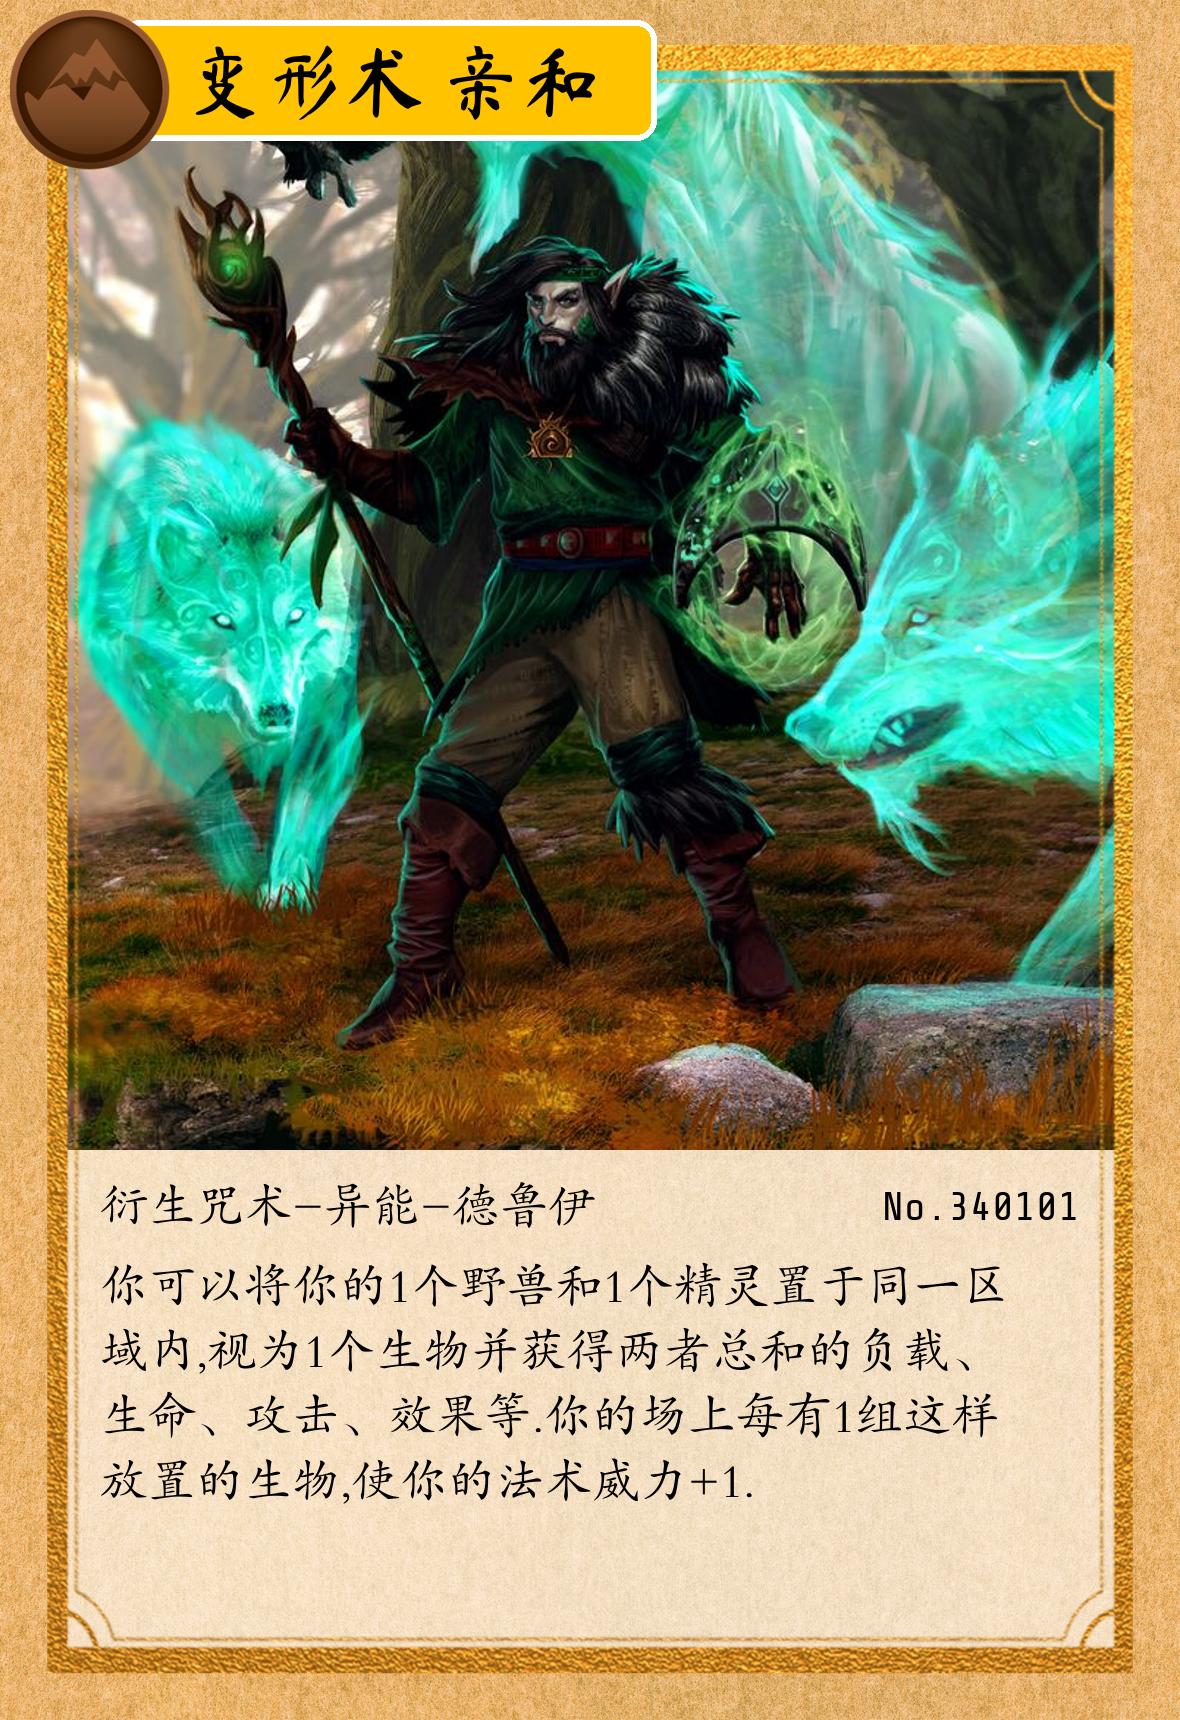 变形术 亲和
衍生咒术-异能-德鲁伊 No.340101
你可以将你的1个野兽和1个精灵置于同一区
域内,视为1个生物并获得两者总和的负载、
生命、攻击、效果等.你的场上每有1组这样
放置的生物,使你的法术威力+1.